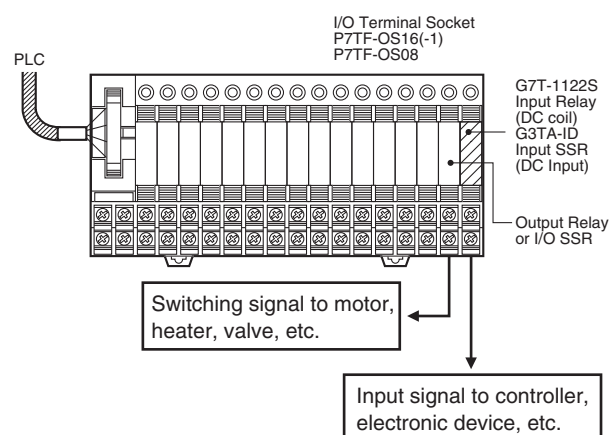 I/O Terminal Socket
P7TF-OS16(-1)
P7TF-OS08
PLC
G7T-1122S
Input Relay
(DC coil)
G3TA-ID
Input SSR
(DC Input)
Output Relay
or I/O SSR
Switching signal to motor,
heater, valve, etc.
Input signal to controller,
electronic device, etc.